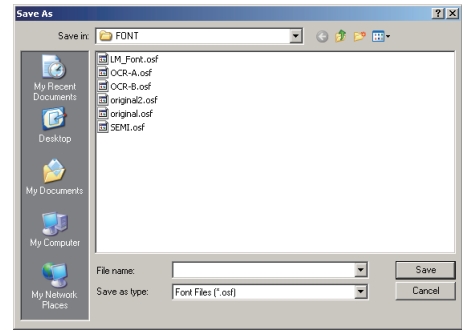 Save As
Save in:
FONT
My Recent
Documents
Desktop
My Documents
My Computer
My Network
Places
LM_Font.osf
OCR-A.osf
OCR-B.osf
original2.osf
original.osf
SEMI.osf
File name:
Save
Save as type:
Font Files (*.osf)
Cancel